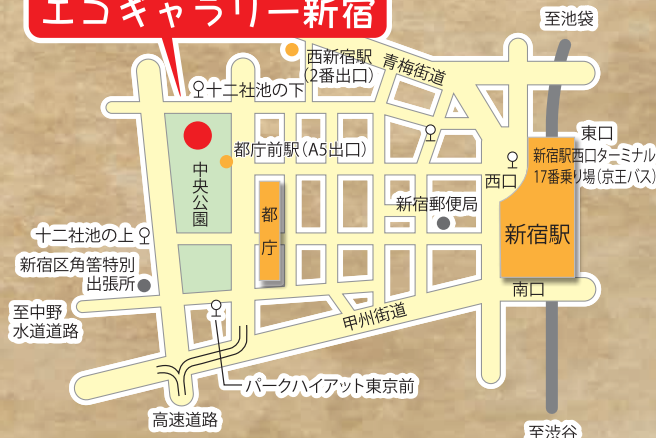 エコギャラリー新宿
至池袋
西新宿駅
(2番出口)
青梅街道
十二社池の下
東口
新宿駅西口ターミナル
17番乗り場(京王バス)
都庁前駅(A5出口)
西口
中央公園
都庁
新宿郵便局
新宿駅
十二社池の上
新宿区角筈特別
出張所
南口
至中野
水道道路
甲州街道
パークハイアット東京前
高速道路
至渋谷